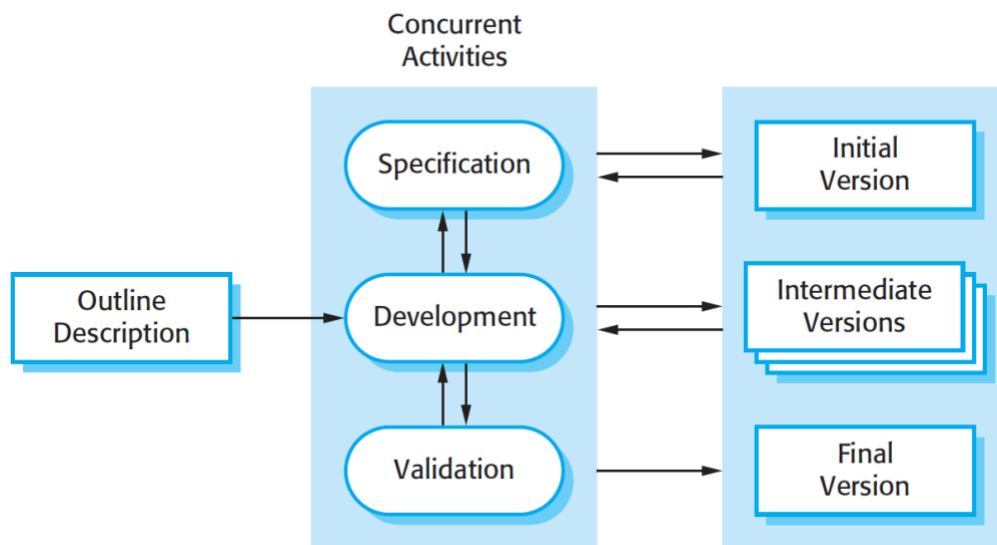 Concurrent
Activities
Specification
Initial
Version
Outline
Description
Development
Intermediate
Versions
Validation
Final
Version